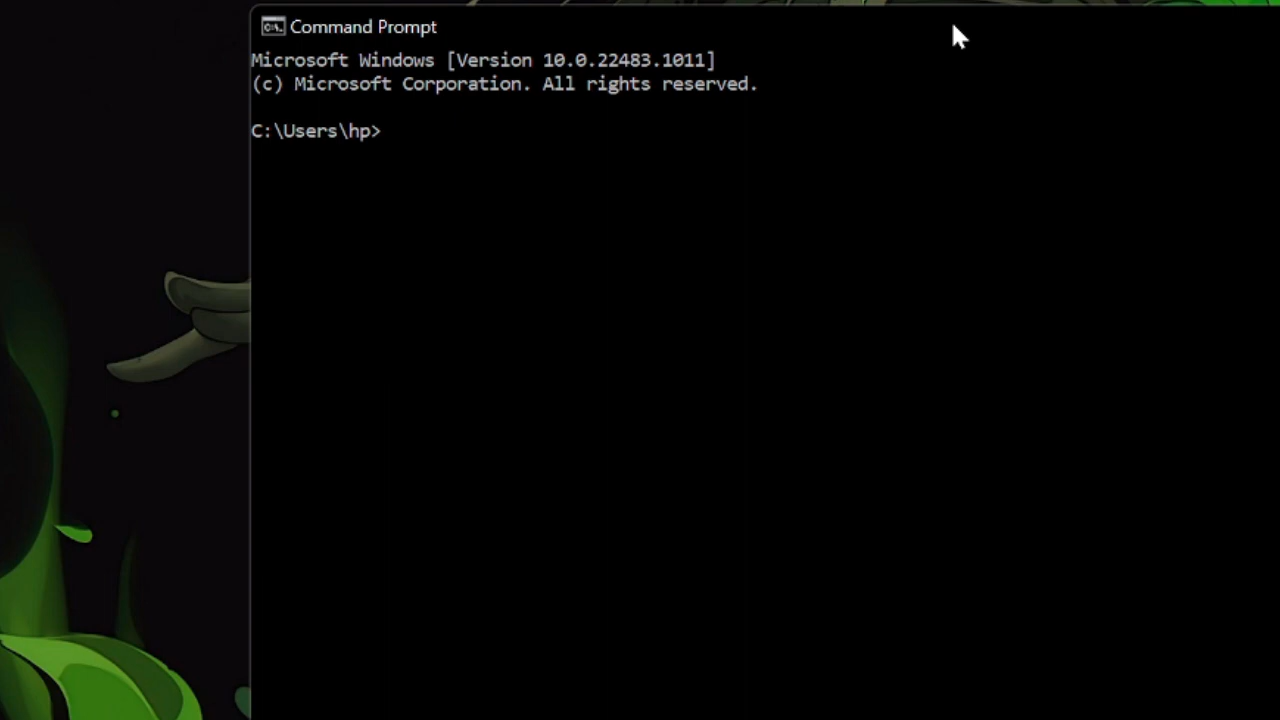 Command Prompt
Microsoft Windows [Version 10.0.22483.1011]
(c) Microsoft Corporation. All rights reserved.
C:\Users\hp>